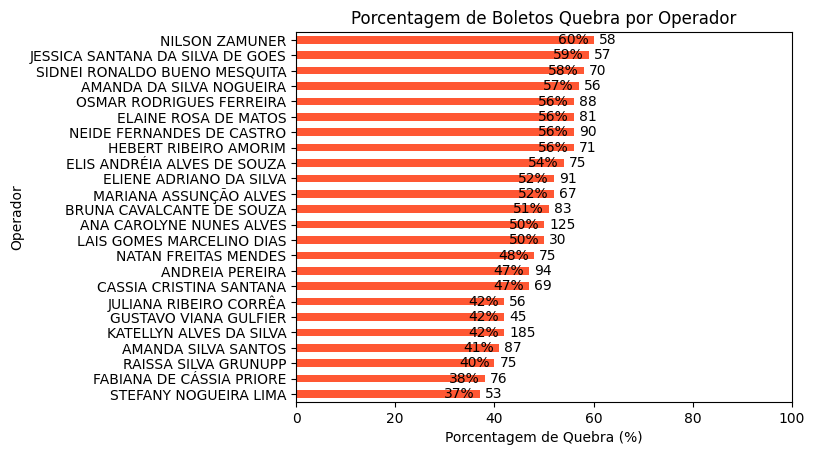 Porcentagem de Boletos Quebra por Operador
Operador
NILSON ZAMUNER 60% 58
JESSICA SANTANA DA SILVA DE GOES 59% 57
SIDNEI RONALDO BUENO MESQUITA 58% 70
AMANDA DA SILVA NOGUEIRA 57% 56
OSMAR RODRIGUES FERREIRA 56% 88
ELAINE ROSA DE MATOS 56% 81
NEIDE FERNANDES DE CASTRO 56% 90
HEBERT RIBEIRO AMORIM 56% 71
ELIS ANDRÉIA ALVES DE SOUZA 54% 75
ELIENE ADRIANO DA SILVA 52% 91
MARIANA ASSUNÇÃO ALVES 52% 67
BRUNA CAVALCANTE DE SOUZA 51% 83
ANA CAROLYNE NUNES ALVES 50% 125
LAIS GOMES MARCELINO DIAS 50% 30
NATAN FREITAS MENDES 48% 75
ANDREIA PEREIRA 47% 94
CASSIA CRISTINA SANTANA 47% 69
JULIANA RIBEIRO CORRÊA 42% 56
GUSTAVO VIANA GULFIER 42% 45
KATELLYN ALVES DA SILVA 42% 185
AMANDA SILVA SANTOS 41% 87
RAISSA SILVA GRUNUPP 40% 75
FABIANA DE CÁSSIA PRIORE 38% 76
STEFANY NOGUEIRA LIMA 37% 53
0 20 40 60 80 100
Porcentagem de Quebra (%)